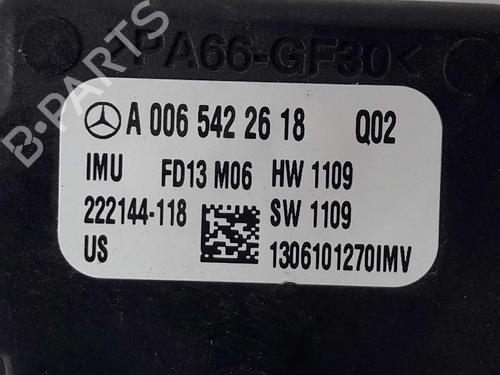 >PA66-GF30<
A 006 542 26 18 Q02
IMU FD13 M06 HW 1109
222144-118 SW 1109
US 1306101270IMV
B-PARTS